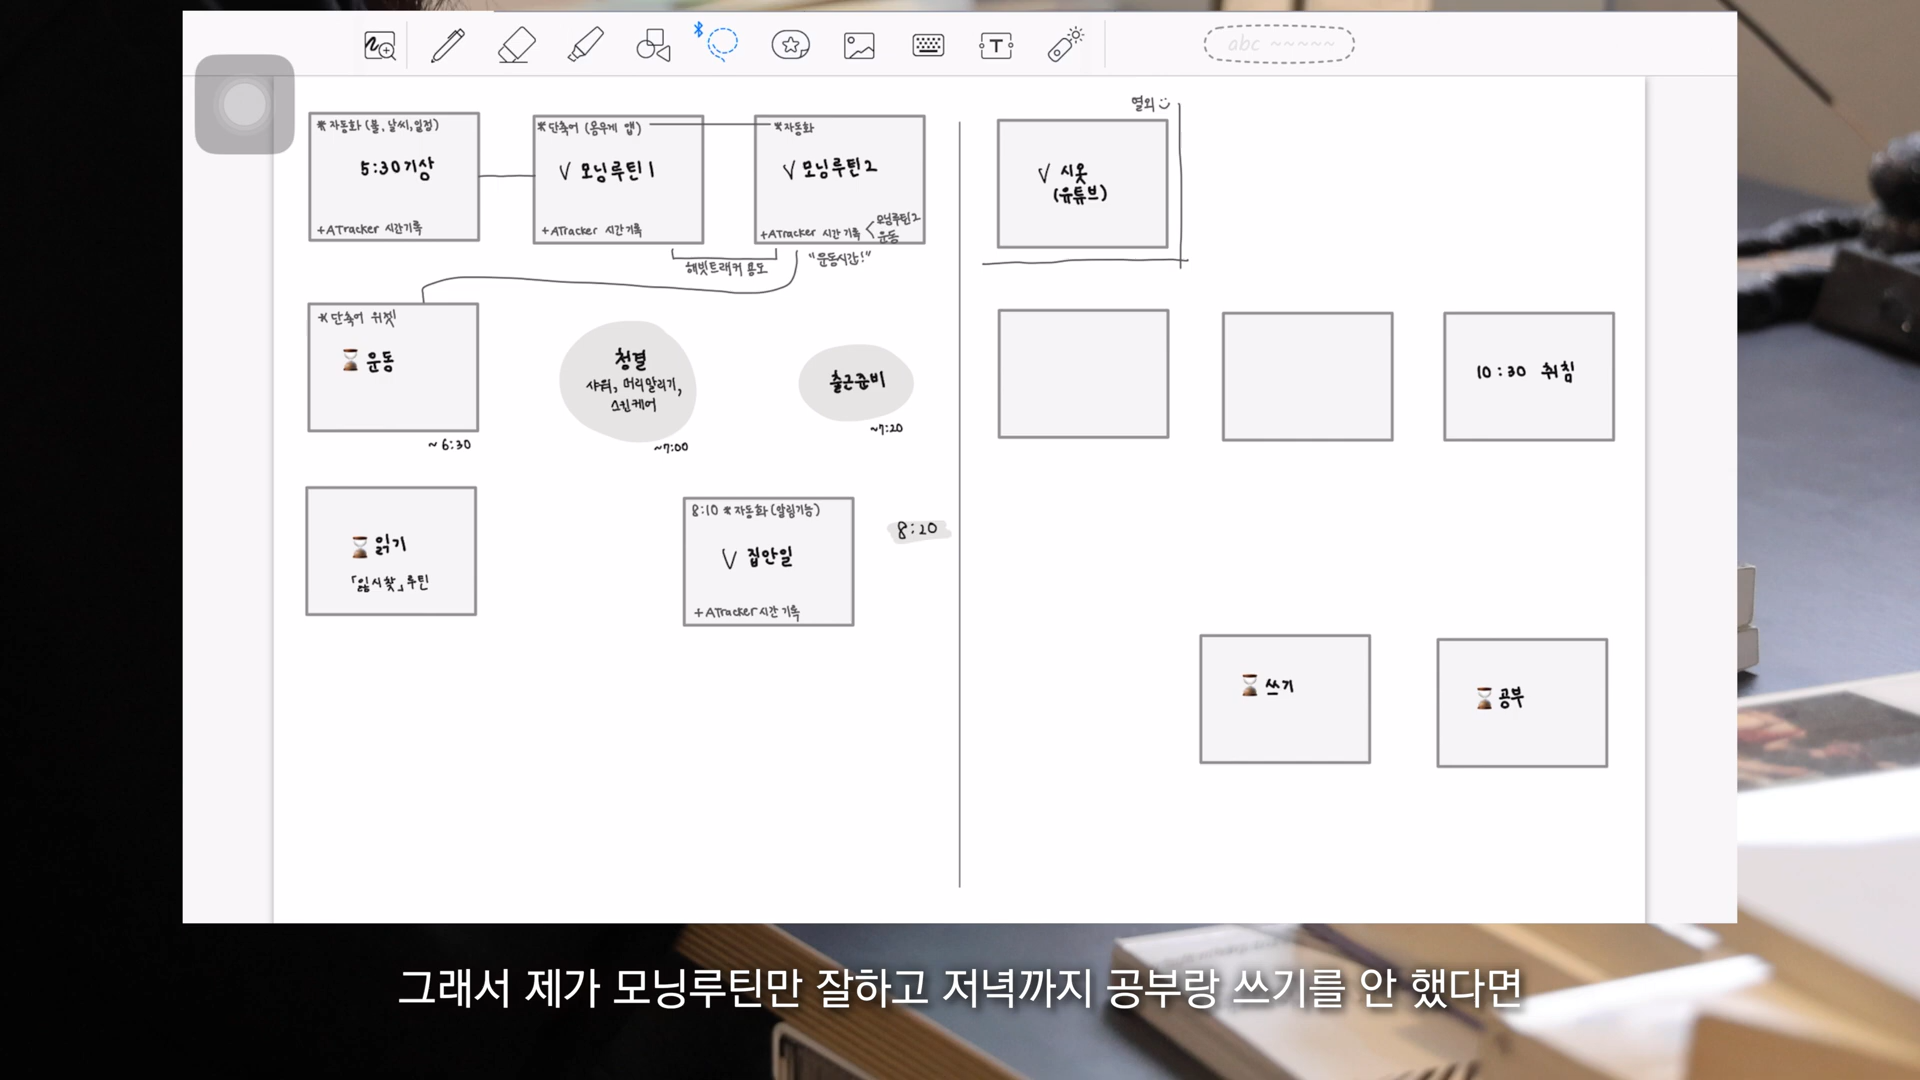 abc ~~~~~
*자동화 (불, 날씨, 일정)
5:30 기상
+ATracker 시간기록
*단축어 (몽우게 앱)
V 모닝루틴 1
+ATracker 시간기록
*자동화
V 모닝루틴 2
+ATracker 시간기록 < 모닝루틴2
운동
해빗트래커 용도
"운동시간!"
*단축어 위젯
운동
~ 6:30
청결
샤워, 머리말리기,
스킨케어
~7:00
출근준비
~7:20
읽기
「읽시찾」 루틴
8:10 *자동화 (알림기능)
V 집안일
+ATracker 시간기록
8:20
열외
V 시옷
(유튜브)
10:30 취침
쓰기
공부
그래서 제가 모닝루틴만 잘하고 저녁까지 공부랑 쓰기를 안 했다면